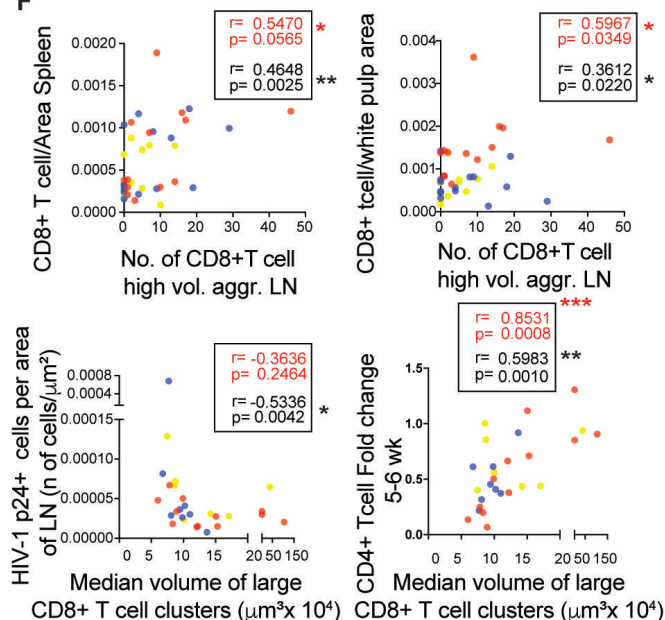 F
r= 0.5470 *
p= 0.0565
r= 0.4648 **
p= 0.0025
CD8+ T cell/Area Spleen
0.0020
0.0015
0.0010
0.0005
0.0000
0 10 20 30 40 50
No. of CD8+T cell
high vol. aggr. LN
r= 0.5967 *
p= 0.0349
r= 0.3612 *
p= 0.0220
CD8+ tcell/white pulp area
0.004
0.003
0.002
0.001
0.000
0 10 20 30 40 50
No. of CD8+T cell
high vol. aggr. LN
r= -0.3636
p= 0.2464
r= -0.5336 *
p= 0.0042
HIV-1 p24+ cells per area
of LN (n of cells/µm²)
0.0008
0.0004
0.00015
0.00010
0.00005
0.00000
0 5 10 15 20 50 150
Median volume of large
CD8+ T cell clusters (µm³x 10⁴)
***
r= 0.8531
p= 0.0008
r= 0.5983 **
p= 0.0010
CD4+ Tcell Fold change
5-6 wk
1.5
1.0
0.5
0.0
0 5 10 15 20 50 150
Median volume of large
CD8+ T cell clusters (µm³x 10⁴)